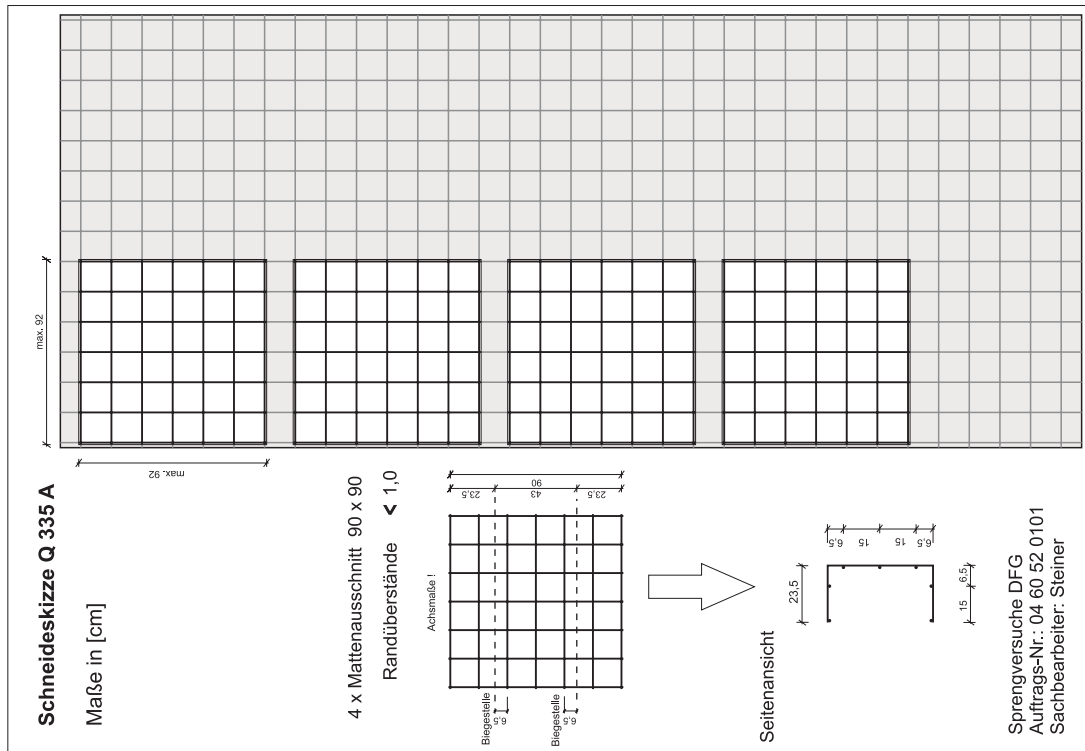 Schneideskizze Q 335 A
Maße in [cm]
max. 92
max. 92
4 x Mattenausschnitt 90 x 90
Randüberstände < 1,0
Achsmaße !
23,5
43
23,5
90
Biegestelle
6,5
Biegestelle
6,5
Seitenansicht
23,5
6,5
15
15
6,5
15
6,5
Sprengversuche DFG
Auftrags-Nr.: 04 60 52 0101
Sachbearbeiter: Steiner